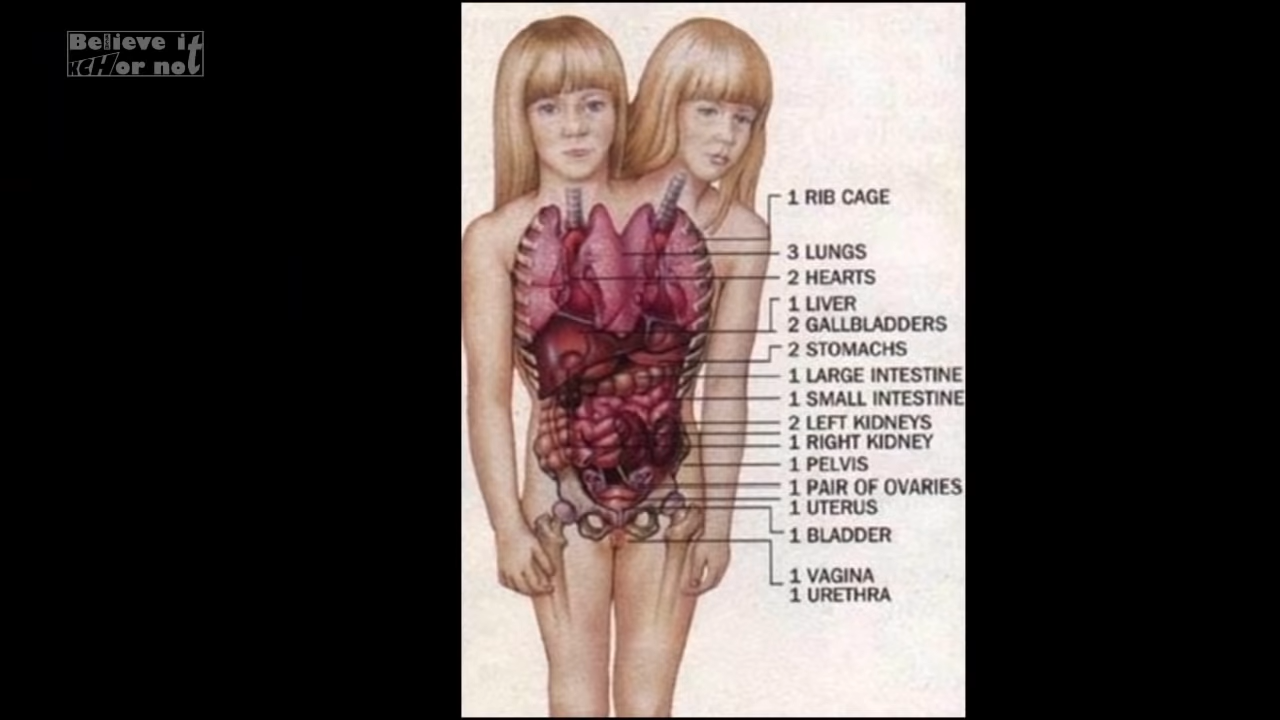 Believe it
KCH or not
1 RIB CAGE
3 LUNGS
2 HEARTS
1 LIVER
2 GALLBLADDERS
2 STOMACHS
1 LARGE INTESTINE
1 SMALL INTESTINE
2 LEFT KIDNEYS
1 RIGHT KIDNEY
1 PELVIS
1 PAIR OF OVARIES
1 UTERUS
1 BLADDER
1 VAGINA
1 URETHRA